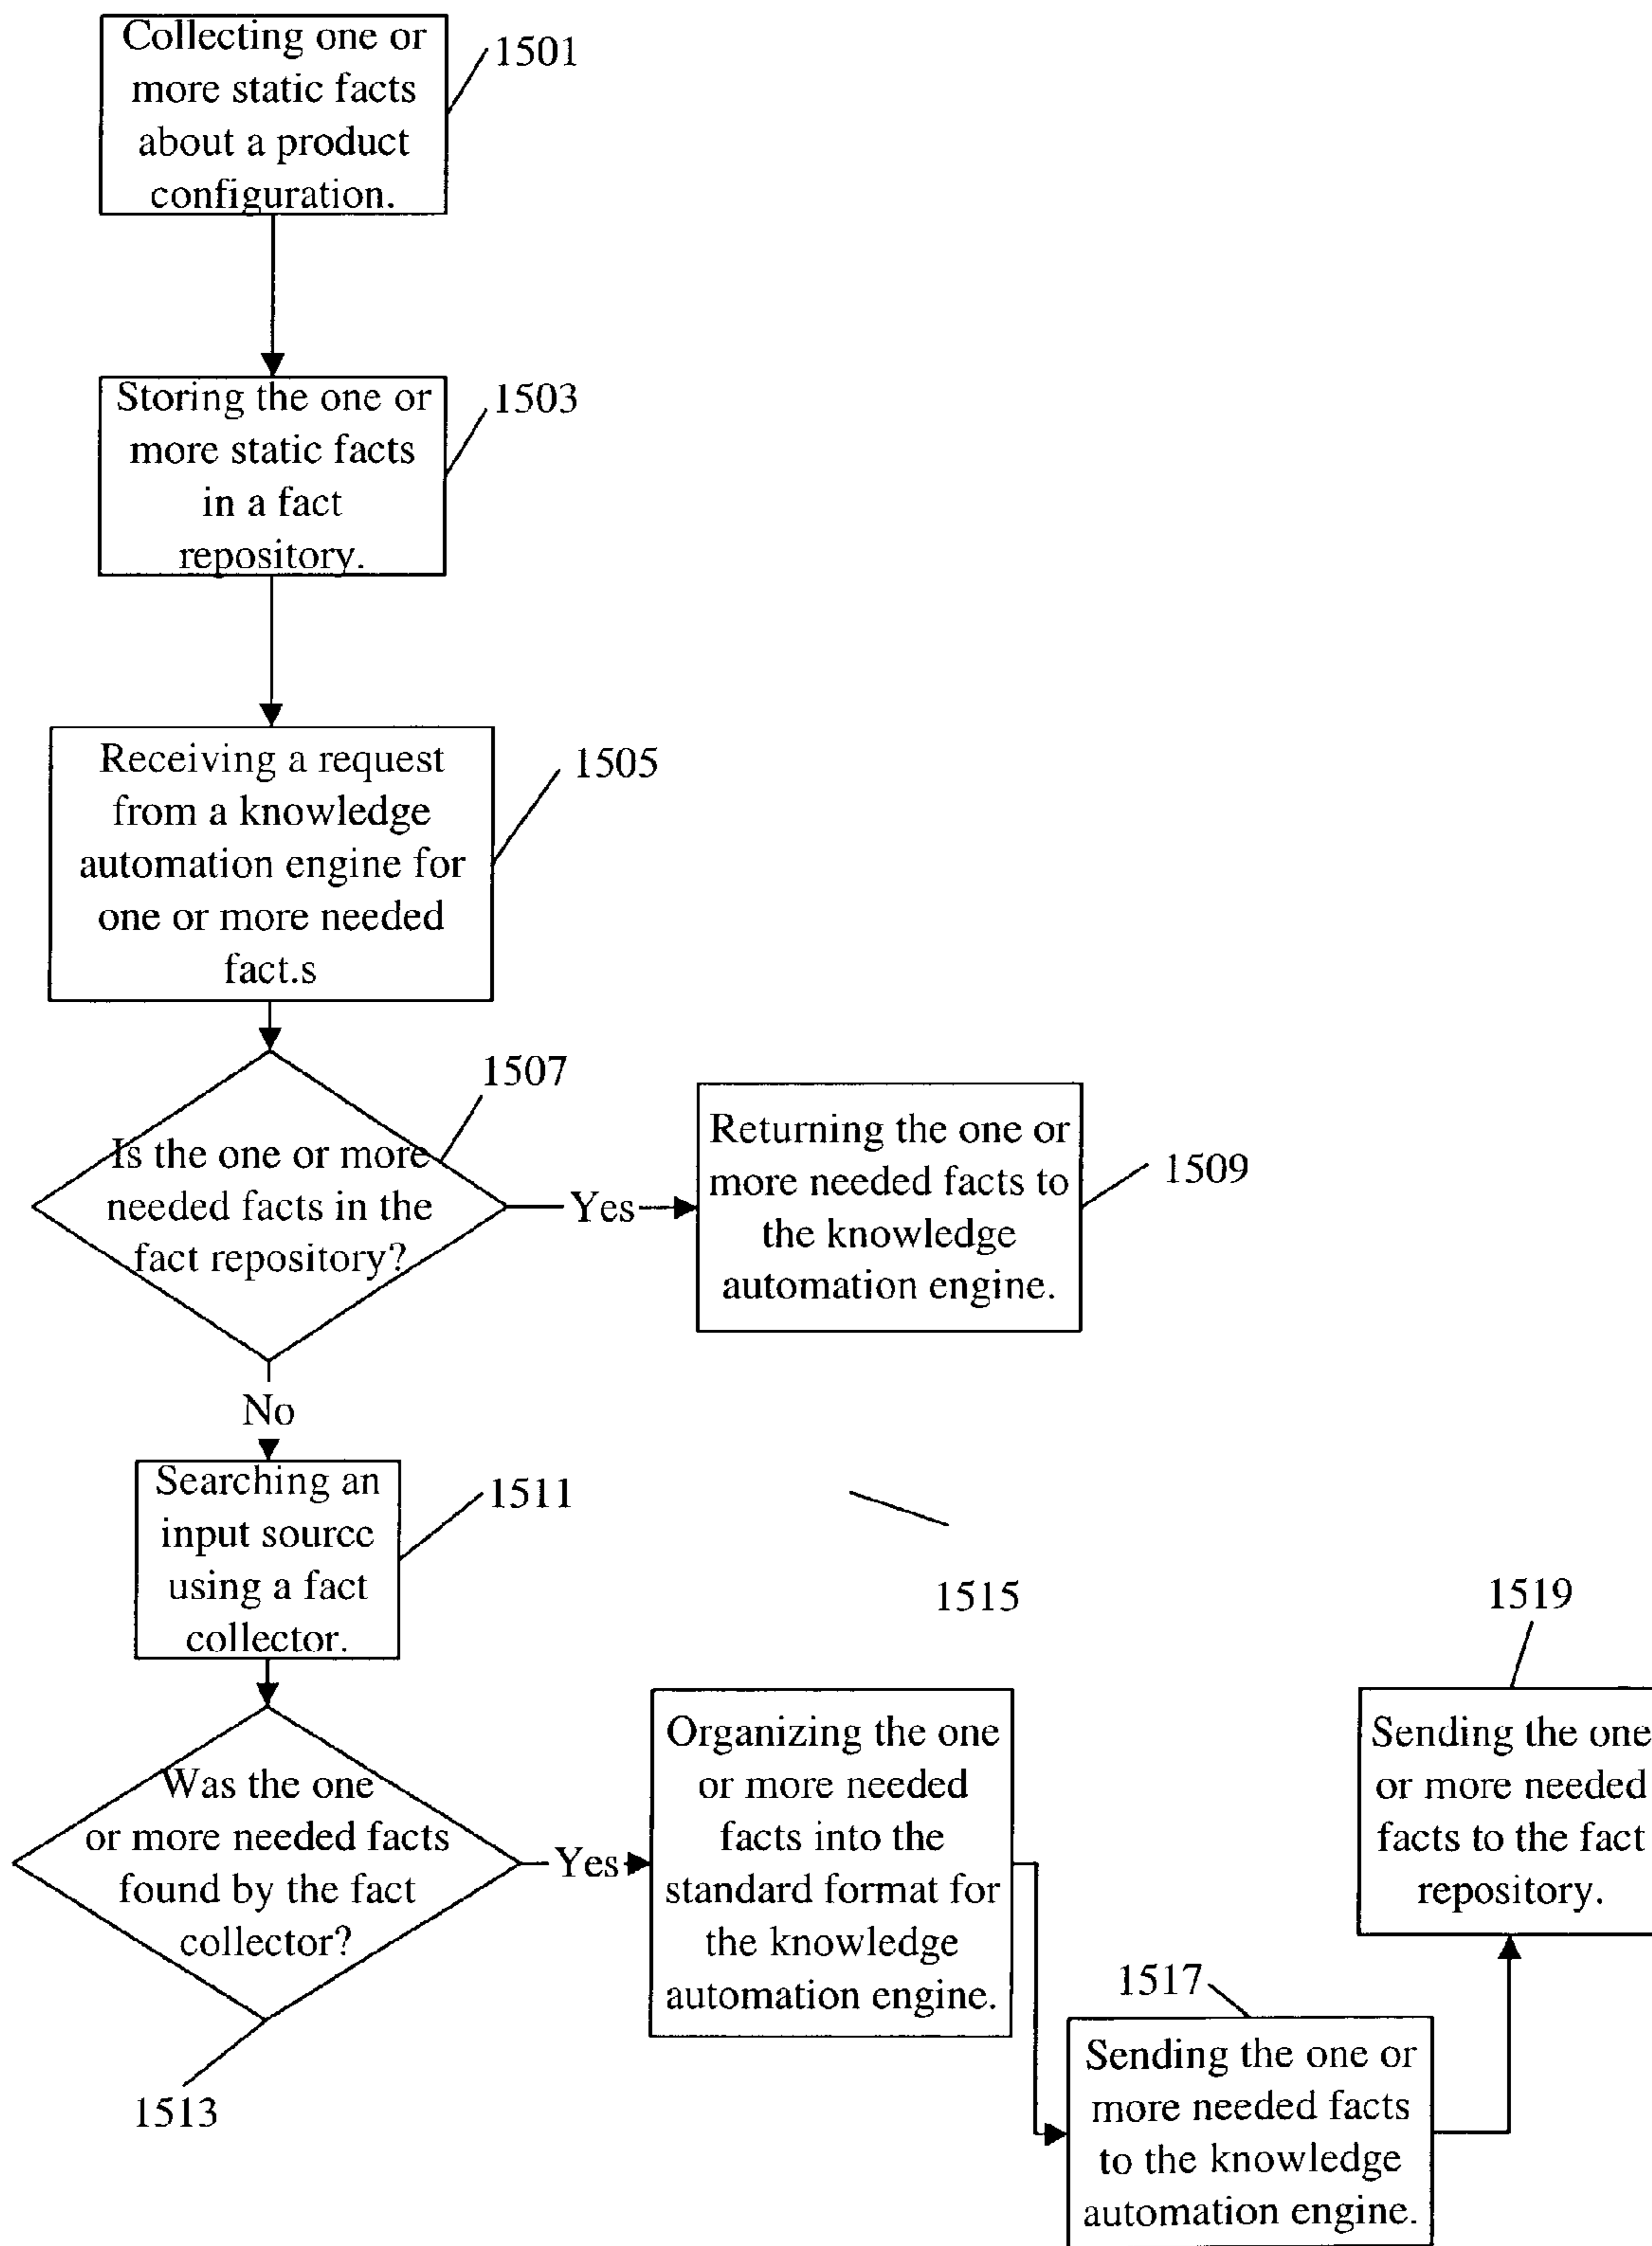 Collecting one or
more static facts
about a product
configuration.
1501
Storing the one or
more static facts
in a fact
repository.
1503
Receiving a request
from a knowledge
automation engine for
one or more needed
fact.s
1505
1507
Is the one or more
needed facts in the
fact repository?
Yes
Returning the one or
more needed facts to
the knowledge
automation engine.
1509
No
Searching an
input source
using a fact
collector.
1511
1515
1519
Was the one
or more needed facts
found by the fact
collector?
1513
Yes
Organizing the one
or more needed
facts into the
standard format for
the knowledge
automation engine.
1517
Sending the one or
more needed facts
to the knowledge
automation engine.
Sending the one
or more needed
facts to the fact
repository.